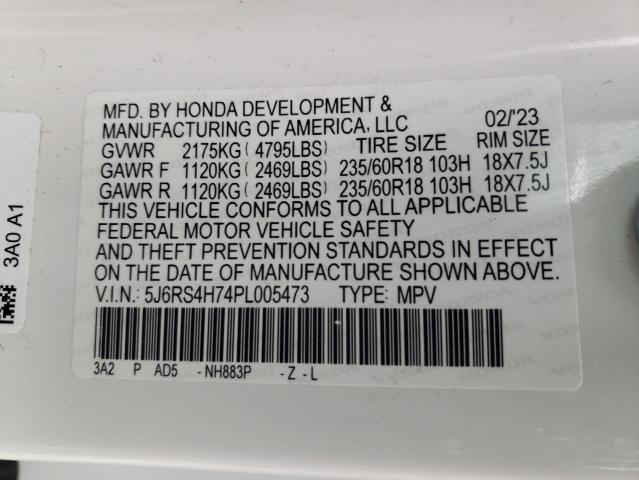 MFD. BY HONDA DEVELOPMENT &
MANUFACTURING OF AMERICA, LLC 02/'23
GVWR 2175KG ( 4795LBS) TIRE SIZE RIM SIZE
GAWR F 1120KG ( 2469LBS) 235/60R18 103H 18X7.5J
GAWR R 1120KG ( 2469LBS) 235/60R18 103H 18X7.5J
THIS VEHICLE CONFORMS TO ALL APPLICABLE
FEDERAL MOTOR VEHICLE SAFETY
AND THEFT PREVENTION STANDARDS IN EFFECT
ON THE DATE OF MANUFACTURE SHOWN ABOVE.
V.I.N.: 5J6RS4H74PL005473 TYPE: MPV
3A2 P AD5 -NH883P -Z-L
3A0 A1